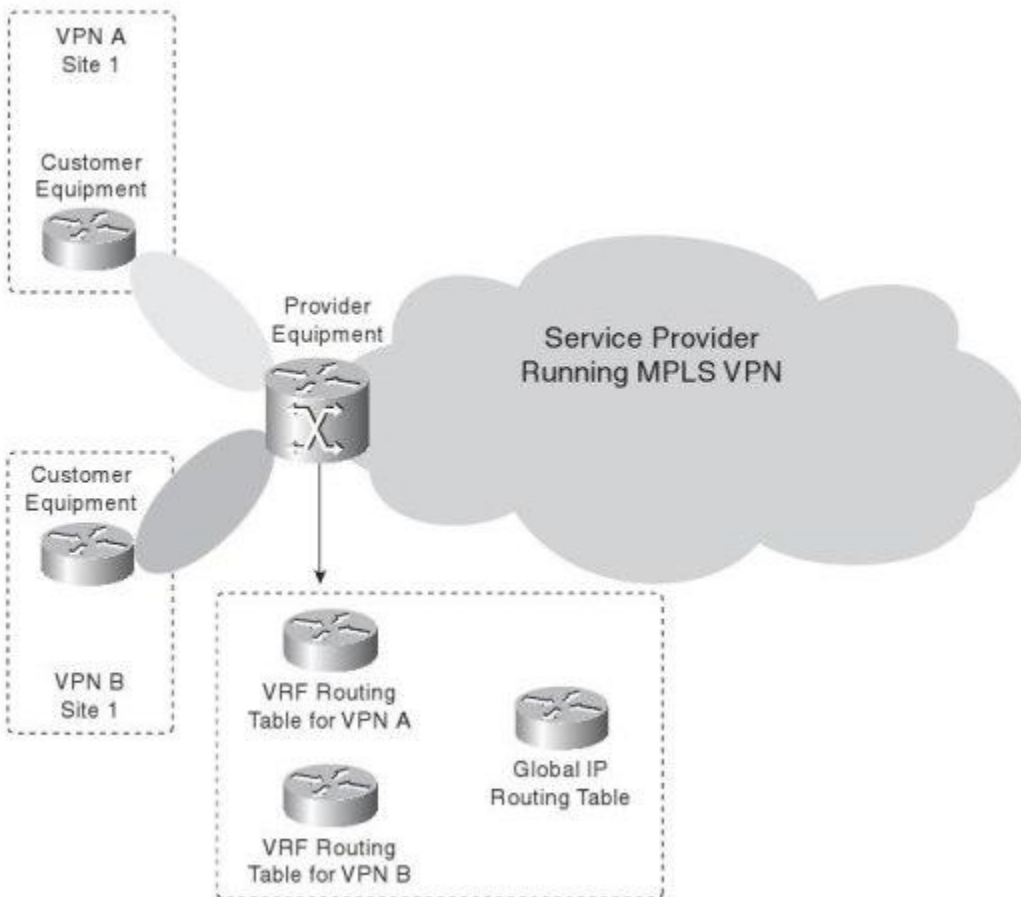 VPN A
Site 1
Customer
Equipment
Provider
Equipment
Service Provider
Running MPLS VPN
Customer
Equipment
VPN B
Site 1
VRF Routing
Table for VPN A
Global IP
Routing Table
VRF Routing
Table for VPN B